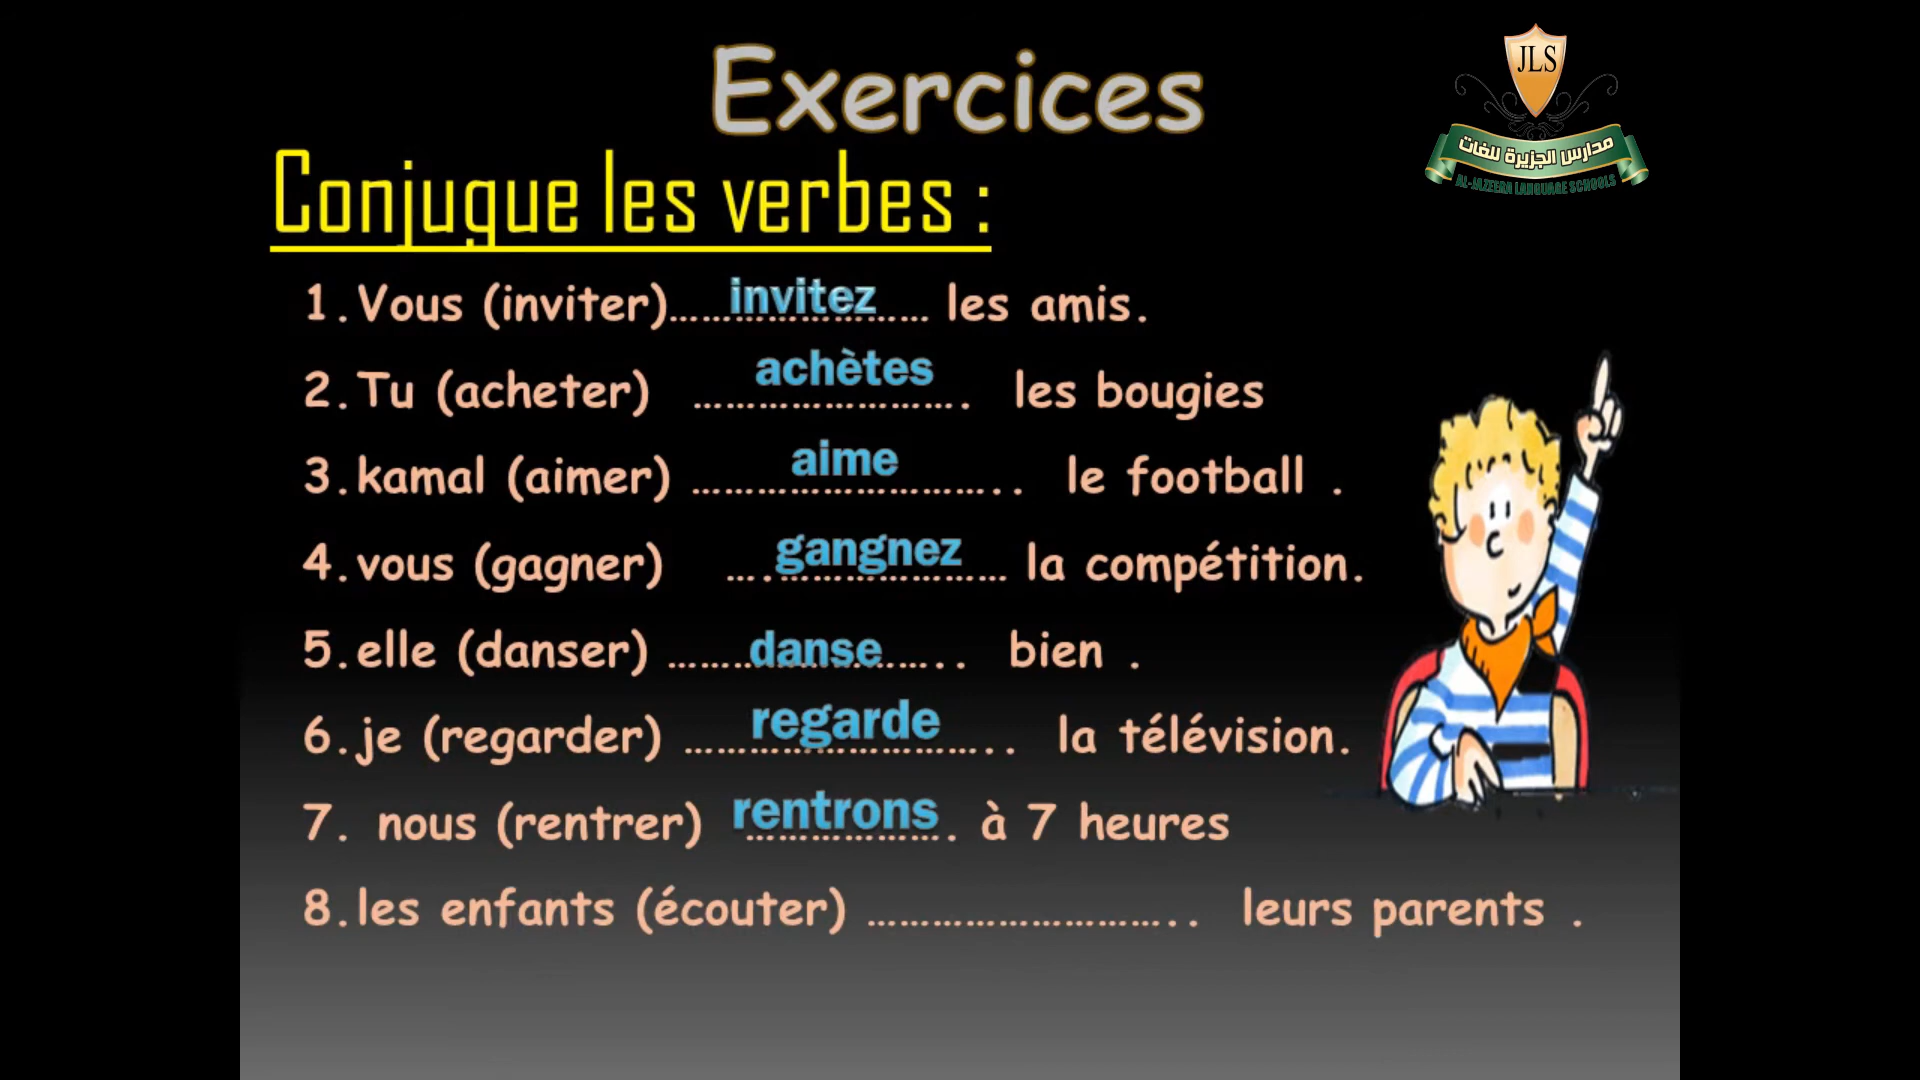 Exercices
JLS
مدارس الجزيرة للغات
AL-JAZEERA LANGUAGE SCHOOLS
Conjugue les verbes :
1. Vous (inviter)……invitez…… les amis.
2. Tu (acheter) ………achètes………. les bougies
3. kamal (aimer) ………aime……….. le football .
4. vous (gagner) ….gangnez…… la compétition.
5. elle (danser) ……danse…….. bien .
6. je (regarder) ………regarde……….. la télévision.
7. nous (rentrer) rentrons………. à 7 heures
8. les enfants (écouter) ……………………….. leurs parents .